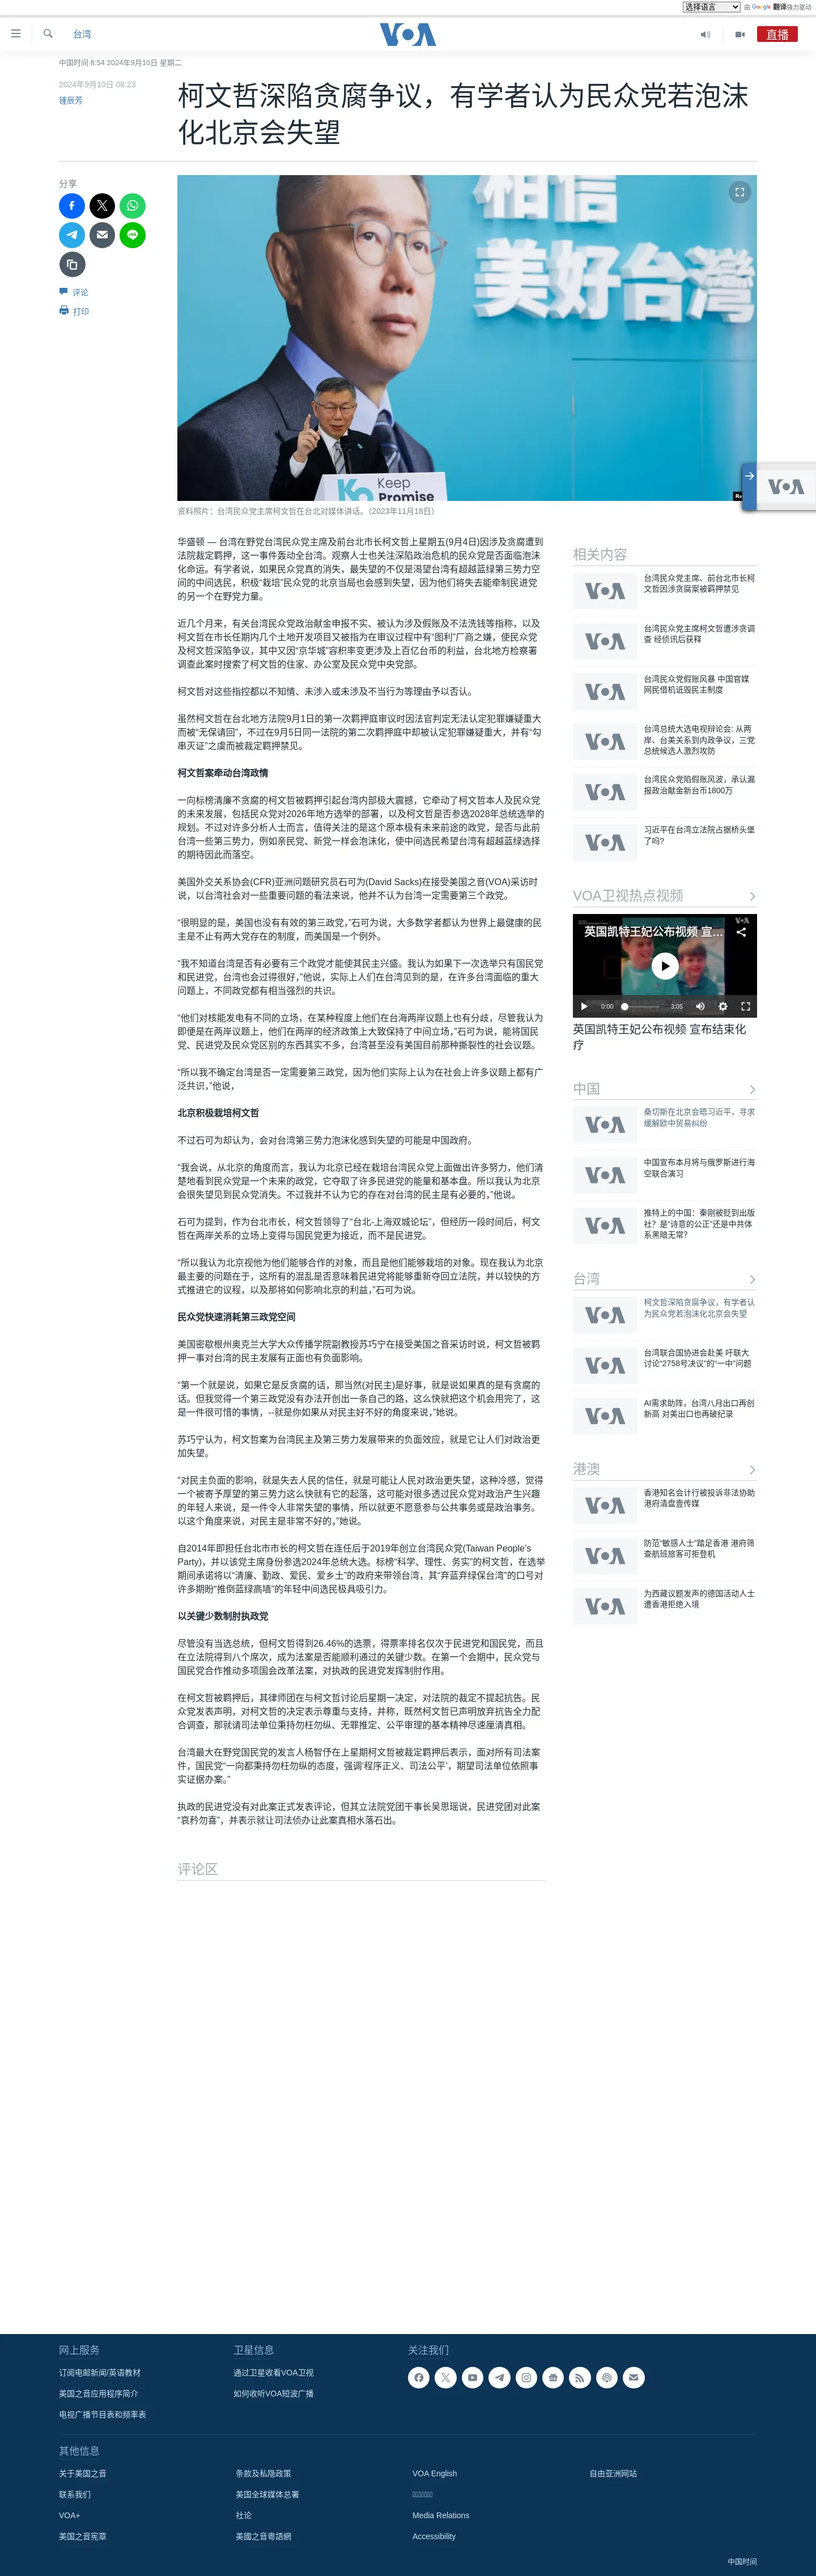 选择语言 由 Google 翻译强力驱动
台湾
VOA
直播
中国时间 8:54 2024年9月10日 星期二
2024年9月10日 08:23
锺辰芳
柯文哲深陷贪腐争议，有学者认为民众党若泡沫
化北京会失望
分享
评论
打印
相信
美好台灣
Keep
Promise
资料照片：台湾民众党主席柯文哲在台北对媒体讲话。（2023年11月18日）
华盛顿 — 台湾在野党台湾民众党主席及前台北市长柯文哲上星期五(9月4日)因涉及贪腐遭到
法院裁定羁押，这一事件轰动全台湾。观察人士也关注深陷政治危机的民众党是否面临泡沫
化命运。有学者说，如果民众党真的消失，最失望的不仅是渴望台湾有超越蓝绿第三势力空
间的中间选民，积极“栽培”民众党的北京当局也会感到失望，因为他们将失去能牵制民进党
的另一个在野党力量。
近几个月来，有关台湾民众党政治献金申报不实、被认为涉及假账及不法洗钱等指称，以及
柯文哲在市长任期内几个土地开发项目又被指为在审议过程中有“图利”厂商之嫌，使民众党
及柯文哲深陷争议，其中又因“京华城”容积率变更涉及上百亿台币的利益，台北地方检察署
调查此案时搜索了柯文哲的住家、办公室及民众党中央党部。
柯文哲对这些指控都以不知情、未涉入或未涉及不当行为等理由予以否认。
虽然柯文哲在台北地方法院9月1日的第一次羁押庭审议时因法官判定无法认定犯罪嫌疑重大
而被“无保请回”，不过在9月5日同一法院的第二次羁押庭中却被认定犯罪嫌疑重大，并有“勾
串灭证”之虞而被裁定羁押禁见。
柯文哲案牵动台湾政情
一向标榜清廉不贪腐的柯文哲被羁押引起台湾内部极大震撼，它牵动了柯文哲本人及民众党
的未来发展，包括民众党对2026年地方选举的部署，以及柯文哲是否参选2028年总统选举的
规划。不过对许多分析人士而言，值得关注的是这个原本极有未来前途的政党，是否与此前
台湾一些第三势力，例如亲民党、新党一样会泡沫化，使中间选民希望台湾有超越蓝绿选择
的期待因此而落空。
美国外交关系协会(CFR)亚洲问题研究员石可为(David Sacks)在接受美国之音(VOA)采访时
说，以台湾社会对一些重要问题的看法来说，他并不认为台湾一定需要第三个政党。
“很明显的是，美国也没有有效的第三政党，”石可为说，大多数学者都认为世界上最健康的民
主是不止有两大党存在的制度，而美国是一个例外。
“我不知道台湾是否有必要有三个政党才能使其民主兴盛。我认为如果下一次选举只有国民党
和民进党，台湾也会过得很好，”他说，实际上人们在台湾见到的是，在许多台湾面临的重大
问题上，不同政党都有相当强烈的共识。
“他们对核能发电有不同的立场，在某种程度上他们在台海两岸议题上也有分歧，尽管我认为
即便是在两岸议题上，他们在两岸的经济政策上大致保持了中间立场，”石可为说，能将国民
党、民进党及民众党区别的东西其实不多，台湾甚至没有美国目前那种撕裂性的社会议题。
“所以我不确定台湾是否一定需要第三政党，因为他们实际上认为在社会上许多议题上都有广
泛共识，”他说，
北京积极栽培柯文哲
不过石可为却认为，会对台湾第三势力泡沫化感到失望的可能是中国政府。
“我会说，从北京的角度而言，我认为北京已经在栽培台湾民众党上面做出许多努力，他们清
楚地看到民众党是一个未来的政党，它夺取了许多民进党的能量和基本盘。所以我认为北京
会很失望见到民众党消失。不过我并不认为它的存在对台湾的民主是有必要的，”他说。
石可为提到，作为台北市长，柯文哲领导了“台北-上海双城论坛”，但经历一段时间后，柯文
哲在两岸关系的立场上变得与国民党更为接近，而不是民进党。
“所以我认为北京视他为他们能够合作的对象，而且是他们能够栽培的对象。现在我认为北京
最主要的问题在于，这所有的混乱是否意味着民进党将能够重新夺回立法院，并以较快的方
式推进它的议程，以及那将如何影响北京的利益，”石可为说。
民众党快速消耗第三政党空间
美国密歇根州奥克兰大学大众传播学院副教授苏巧宁在接受美国之音采访时说，柯文哲被羁
押一事对台湾的民主发展有正面也有负面影响。
“第一个就是说，如果它是反贪腐的话，那当然(对民主)是好事，就是说如果真的是有贪腐的
话。但我觉得一个第三政党没有办法开创出一条自己的路，这么快就把这个机会用完了，这
是一件很可惜的事情，--就是你如果从对民主好不好的角度来说，”她说。
苏巧宁认为，柯文哲案为台湾民主及第三势力发展带来的负面效应，就是它让人们对政治更
加失望。
“对民主负面的影响，就是失去人民的信任，就是可能让人民对政治更失望，这种冷感，觉得
一个被寄予厚望的第三势力这么快就有它的起落，这可能对很多透过民众党对政治产生兴趣
的年轻人来说，是一件令人非常失望的事情，所以就更不愿意参与公共事务或是政治事务。
以这个角度来说，对民主是非常不好的，”她说。
自2014年即担任台北市市长的柯文哲在连任后于2019年创立台湾民众党(Taiwan People’s
Party)，并以该党主席身份参选2024年总统大选。标榜“科学、理性、务实”的柯文哲，在选举
期间承诺将以“清廉、勤政、爱民、爱乡土”的政府来带领台湾，其“弃蓝弃绿保台湾”的口号对
许多期盼“推倒蓝绿高墙”的年轻中间选民极具吸引力。
以关键少数制肘执政党
尽管没有当选总统，但柯文哲得到26.46%的选票，得票率排名仅次于民进党和国民党，而且
在立法院得到八个席次，成为法案是否能顺利通过的关键少数。在第一个会期中，民众党与
国民党合作推动多项国会改革法案，对执政的民进党发挥制肘作用。
在柯文哲被羁押后，其律师团在与柯文哲讨论后星期一决定，对法院的裁定不提起抗告。民
众党发表声明，对柯文哲的决定表示尊重与支持，并称，既然柯文哲已声明放弃抗告全力配
合调查，那就请司法单位秉持勿枉勿纵、无罪推定、公平审理的基本精神尽速厘清真相。
台湾最大在野党国民党的发言人杨智伃在上星期柯文哲被裁定羁押后表示，面对所有司法案
件，国民党“一向都秉持勿枉勿纵的态度，强调‘程序正义、司法公平’，期望司法单位依照事
实证据办案。”
执政的民进党没有对此案正式发表评论，但其立法院党团干事长吴思瑶说，民进党团对此案
“哀矜勿喜”，并表示就让司法侦办让此案真相水落石出。
评论区
相关内容
台湾民众党主席、前台北市长柯
文哲因涉贪腐案被羁押禁见
台湾民众党主席柯文哲遭涉贪调
查 经侦讯后获释
台湾民众党假账风暴 中国官媒
网民借机诋毁民主制度
台湾总统大选电视辩论会: 从两
岸、台美关系到内政争议，三党
总统候选人激烈攻防
台湾民众党陷假账风波，承认漏
报政治献金新台币1800万
习近平在台湾立法院占据桥头堡
了吗?
VOA卫视热点视频
英国凯特王妃公布视频 宣...
0:00
3:05
英国凯特王妃公布视频 宣布结束化
疗
中国
桑切斯在北京会晤习近平，寻求
缓解欧中贸易纠纷
中国宣布本月将与俄罗斯进行海
空联合演习
推特上的中国：秦刚被贬到出版
社？是“诗意的公正”还是中共体
系黑暗无常？
台湾
柯文哲深陷贪腐争议，有学者认
为民众党若泡沫化北京会失望
台湾联合国协进会赴美 吁联大
讨论“2758号决议”的“一中”问题
AI需求助阵，台湾八月出口再创
新高 对美出口也再破纪录
港澳
香港知名会计行被投诉非法协助
港府清盘壹传媒
防范“敏感人士”踏足香港 港府筛
查航班旅客可拒登机
为西藏议题发声的德国活动人士
遭香港拒绝入境
网上服务
订阅电邮新闻/英语教材
美国之音应用程序简介
电视广播节目表和频率表
卫星信息
通过卫星收看VOA卫视
如何收听VOA短波广播
关注我们
其他信息
关于美国之音
联系我们
VOA+
美国之音宪章
条款及私隐政策
美国全球媒体总署
社论
美國之音粵語網
VOA English
Media Relations
Accessibility
自由亚洲网站
中国时间